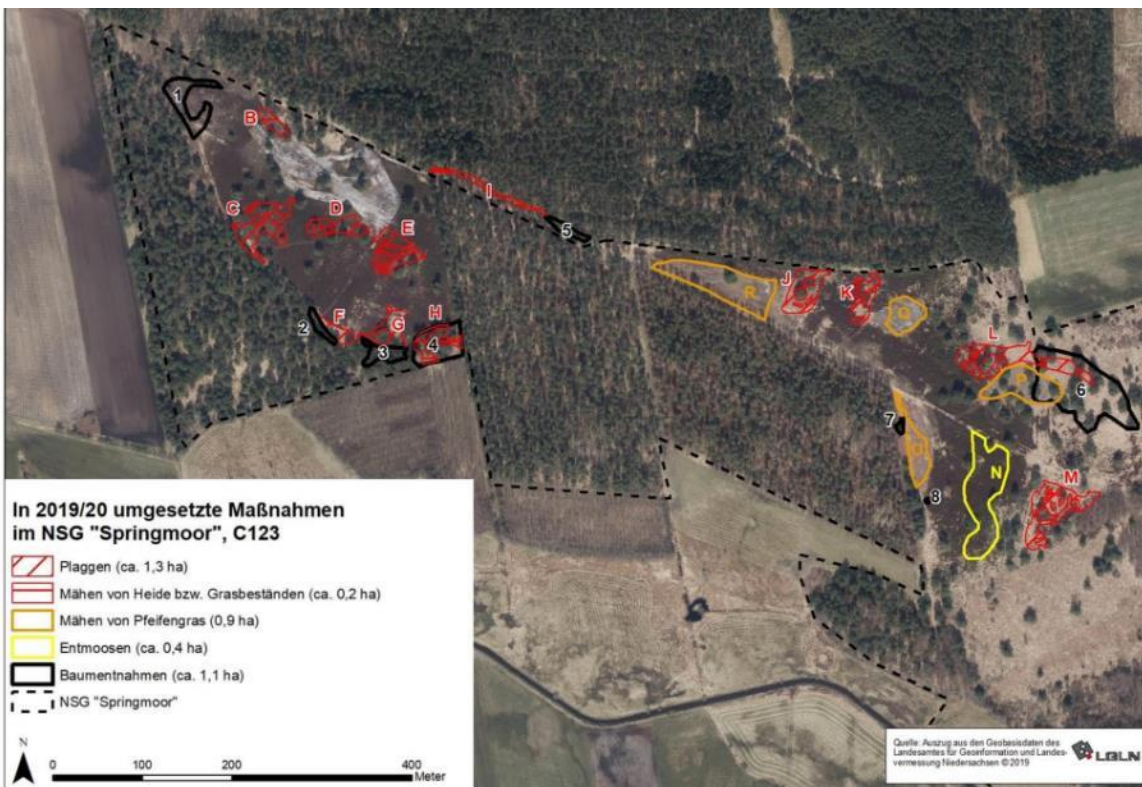 1
B
C
D
E
I
5
2
F
G
H
3
4
R
J
K
Q
L
P
6
7
O
8
N
M
In 2019/20 umgesetzte Maßnahmen
im NSG "Springmoor", C123
Plaggen (ca. 1,3 ha)
Mähen von Heide bzw. Grasbeständen (ca. 0,2 ha)
Mähen von Pfeifengras (0,9 ha)
Entmoosen (ca. 0,4 ha)
Baumentnahmen (ca. 1,1 ha)
NSG "Springmoor"
N
0 100 200 400
Meter
Quelle: Auszug aus den Geobasisdaten des
Landesamtes für Geoinformation und Landes-
vermessung Niedersachsen ©2019
LGLN